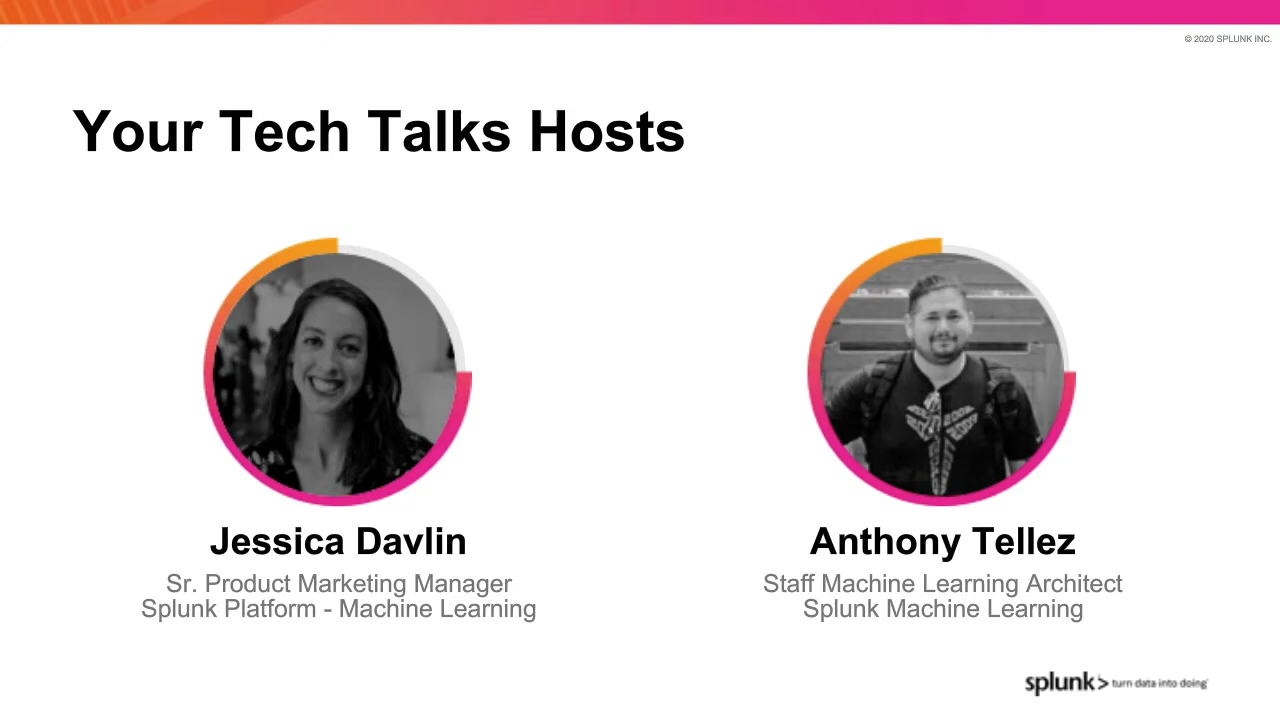 © 2020 SPLUNK INC.
Your Tech Talks Hosts
Jessica Davlin
Sr. Product Marketing Manager
Splunk Platform - Machine Learning
Anthony Tellez
Staff Machine Learning Architect
Splunk Machine Learning
splunk> turn data into doing